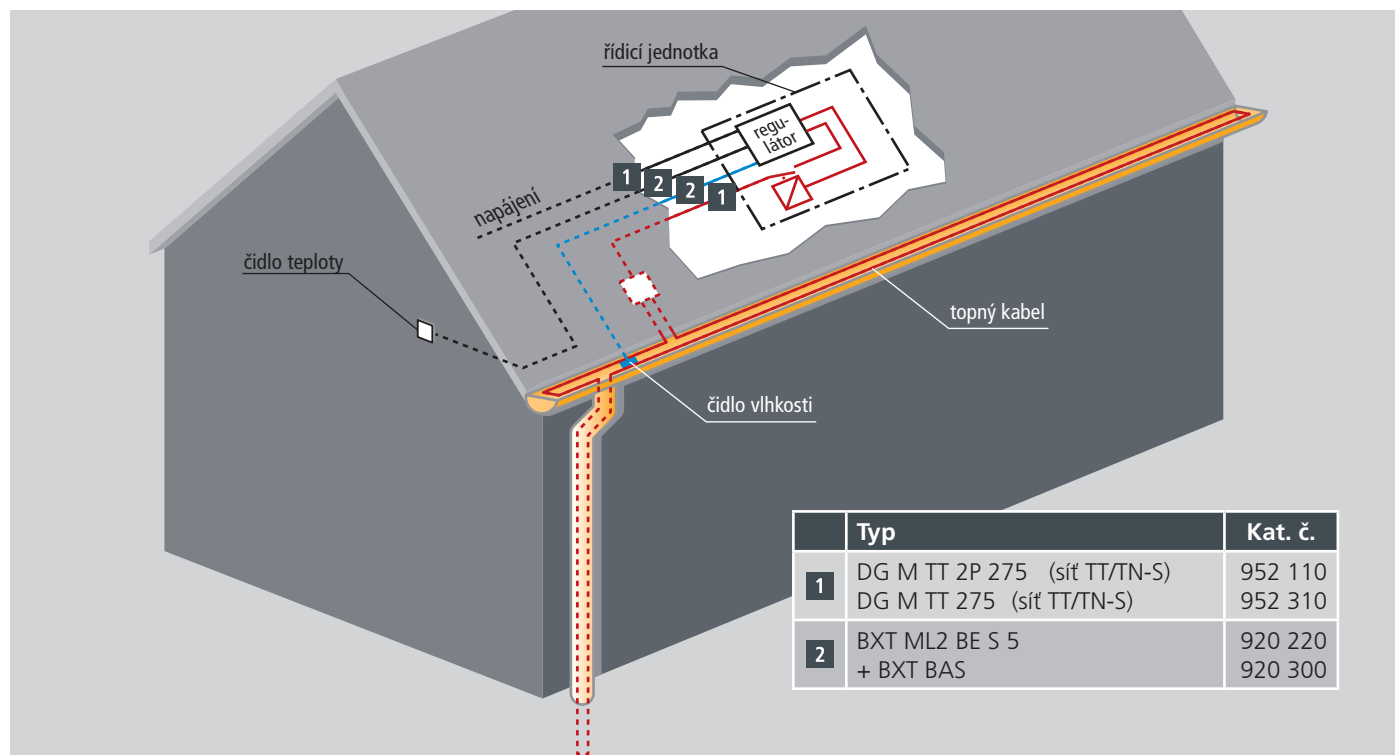 řídicí jednotka
regu-
látor
1
2
2
1
napájení
čidlo teploty
topný kabel
čidlo vlhkosti
Typ Kat. č.
1 DG M TT 2P 275 (síť TT/TN-S) 952 110
DG M TT 275 (síť TT/TN-S) 952 310
2 BXT ML2 BE S 5 920 220
+ BXT BAS 920 300